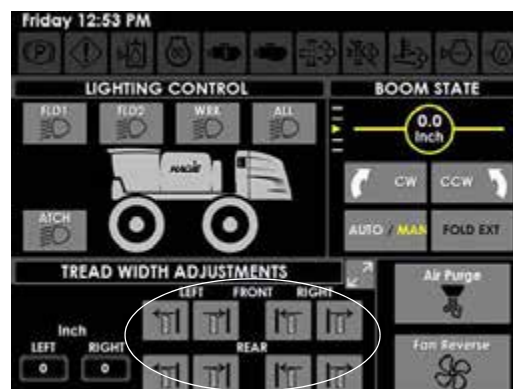 Friday 12:53 PM
LIGHTING CONTROL
FLD1 FLD2 WRK ALL
HAGIE
ATCH
BOOM STATE
0.0
Inch
CW CCW
AUTO / MAN FOLD EXT
TREAD WIDTH ADJUSTMENTS
LEFT FRONT RIGHT
Inch
LEFT RIGHT
0 0
REAR
Air Purge
Fan Reverse